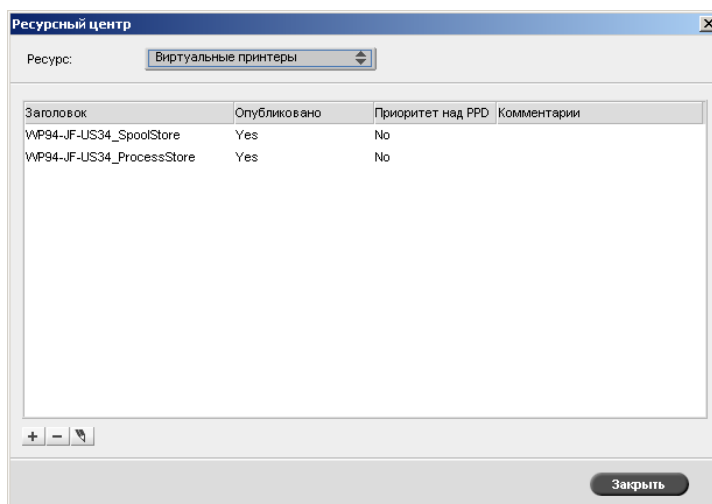 Ресурсный центр
Ресурс: Виртуальные принтеры
Заголовок Опубликовано Приоритет над PPD Комментарии
WP94-JF-US34_SpoolStore Yes No
WP94-JF-US34_ProcessStore Yes No
Закрыть